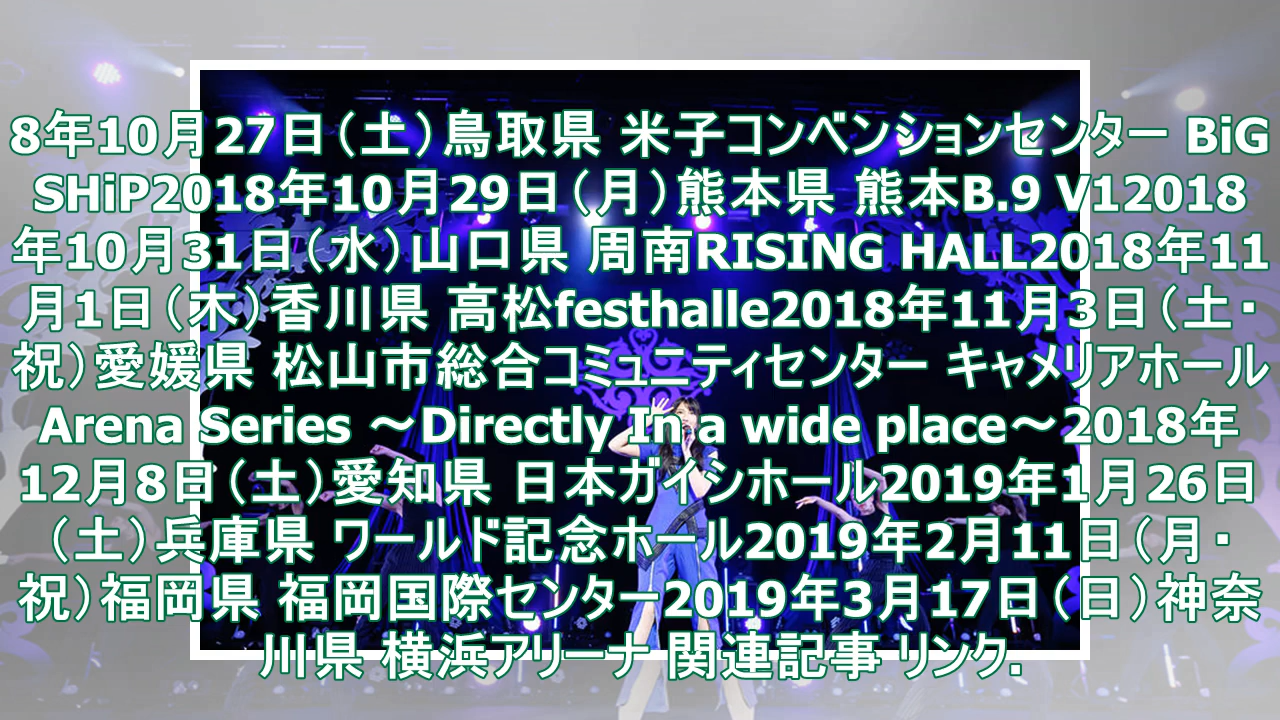 8年10月27日（土）鳥取県 米子コンベンションセンター BiG
SHiP2018年10月29日（月）熊本県 熊本B.9 V12018
年10月31日（水）山口県 周南RISING HALL2018年11
月1日（木）香川県 高松festhalle2018年11月3日（土・
祝）愛媛県 松山市総合コミュニティセンター キャメリアホール
Arena Series ～Directly In a wide place～2018年
12月8日（土）愛知県 日本ガイシホール2019年1月26日
（土）兵庫県 ワールド記念ホール2019年2月11日（月・
祝）福岡県 福岡国際センター2019年3月17日（日）神奈
川県 横浜アリーナ 関連記事 リンク.